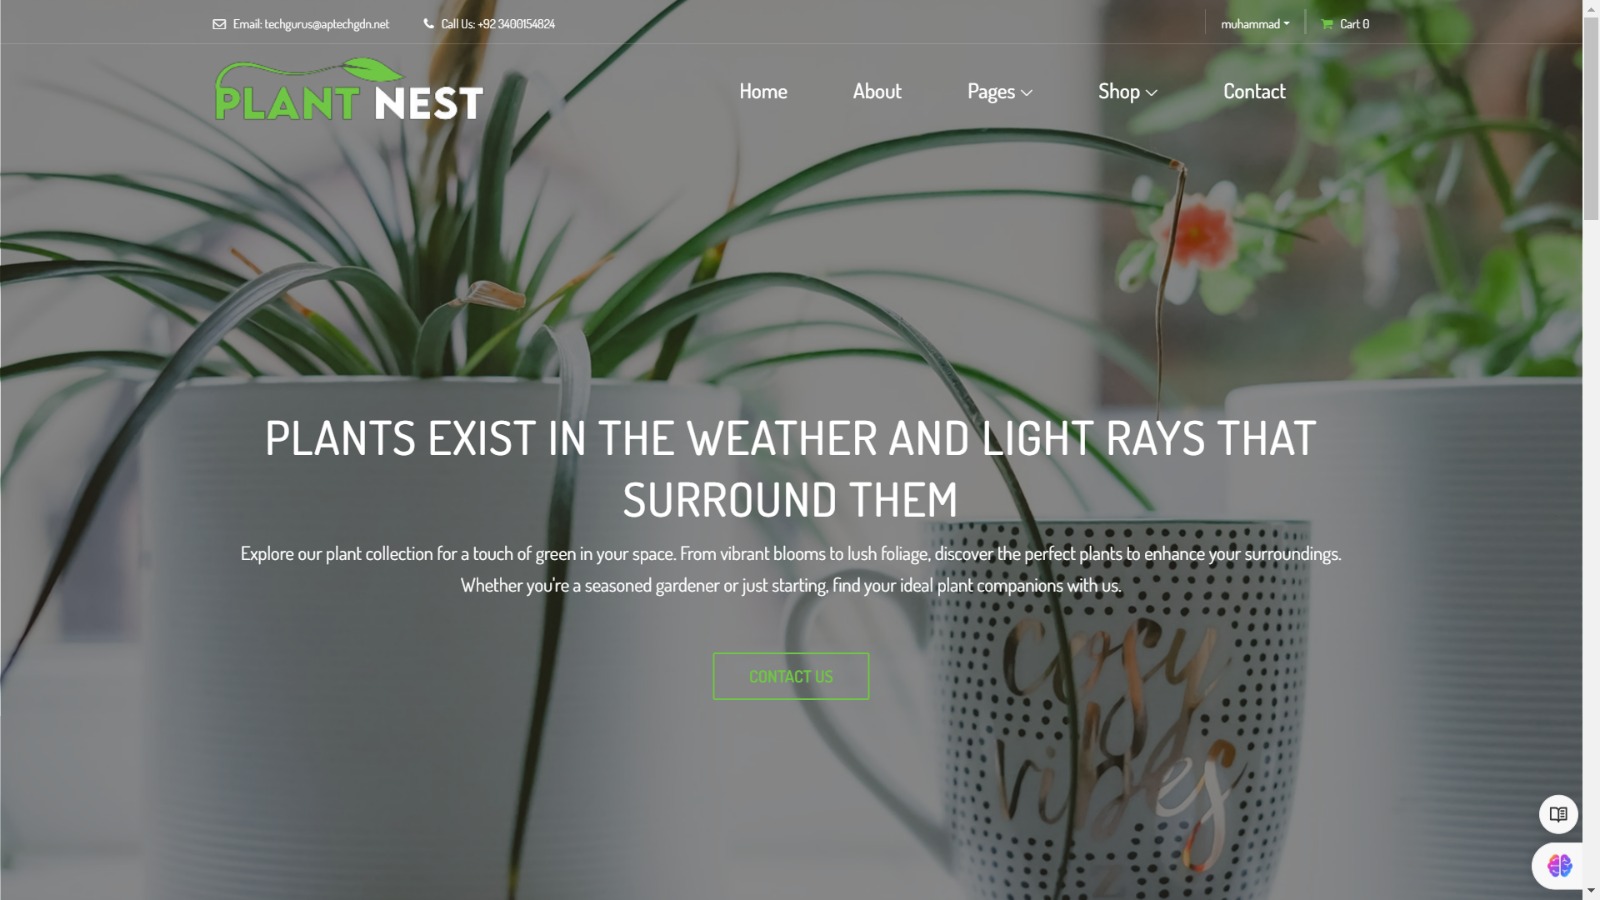 Email: techgurus@aptechgdn.net
Call Us: +92 3400154824
muhammad
Cart 0
PLANT NEST
Home
About
Pages
Shop
Contact
PLANTS EXIST IN THE WEATHER AND LIGHT RAYS THAT
SURROUND THEM
Explore our plant collection for a touch of green in your space. From vibrant blooms to lush foliage, discover the perfect plants to enhance your surroundings.
Whether you're a seasoned gardener or just starting, find your ideal plant companions with us.
CONTACT US
cosy
vibes